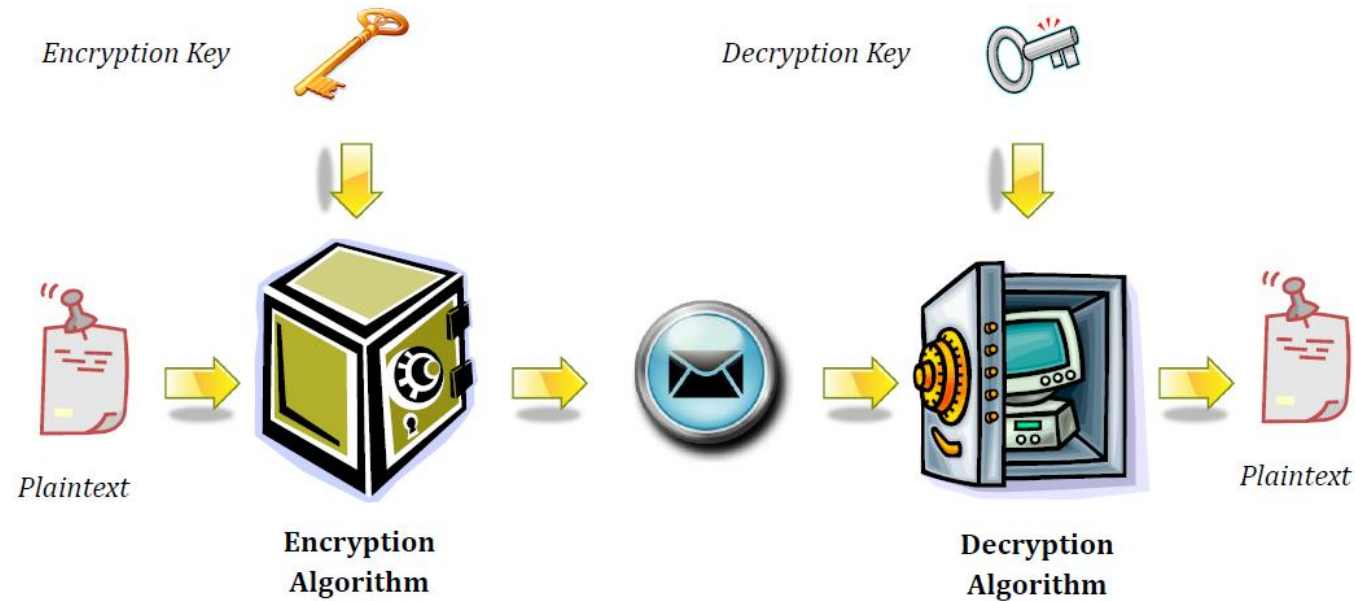 Encryption Key
Decryption Key
Plaintext
Plaintext
Encryption
Algorithm
Decryption
Algorithm